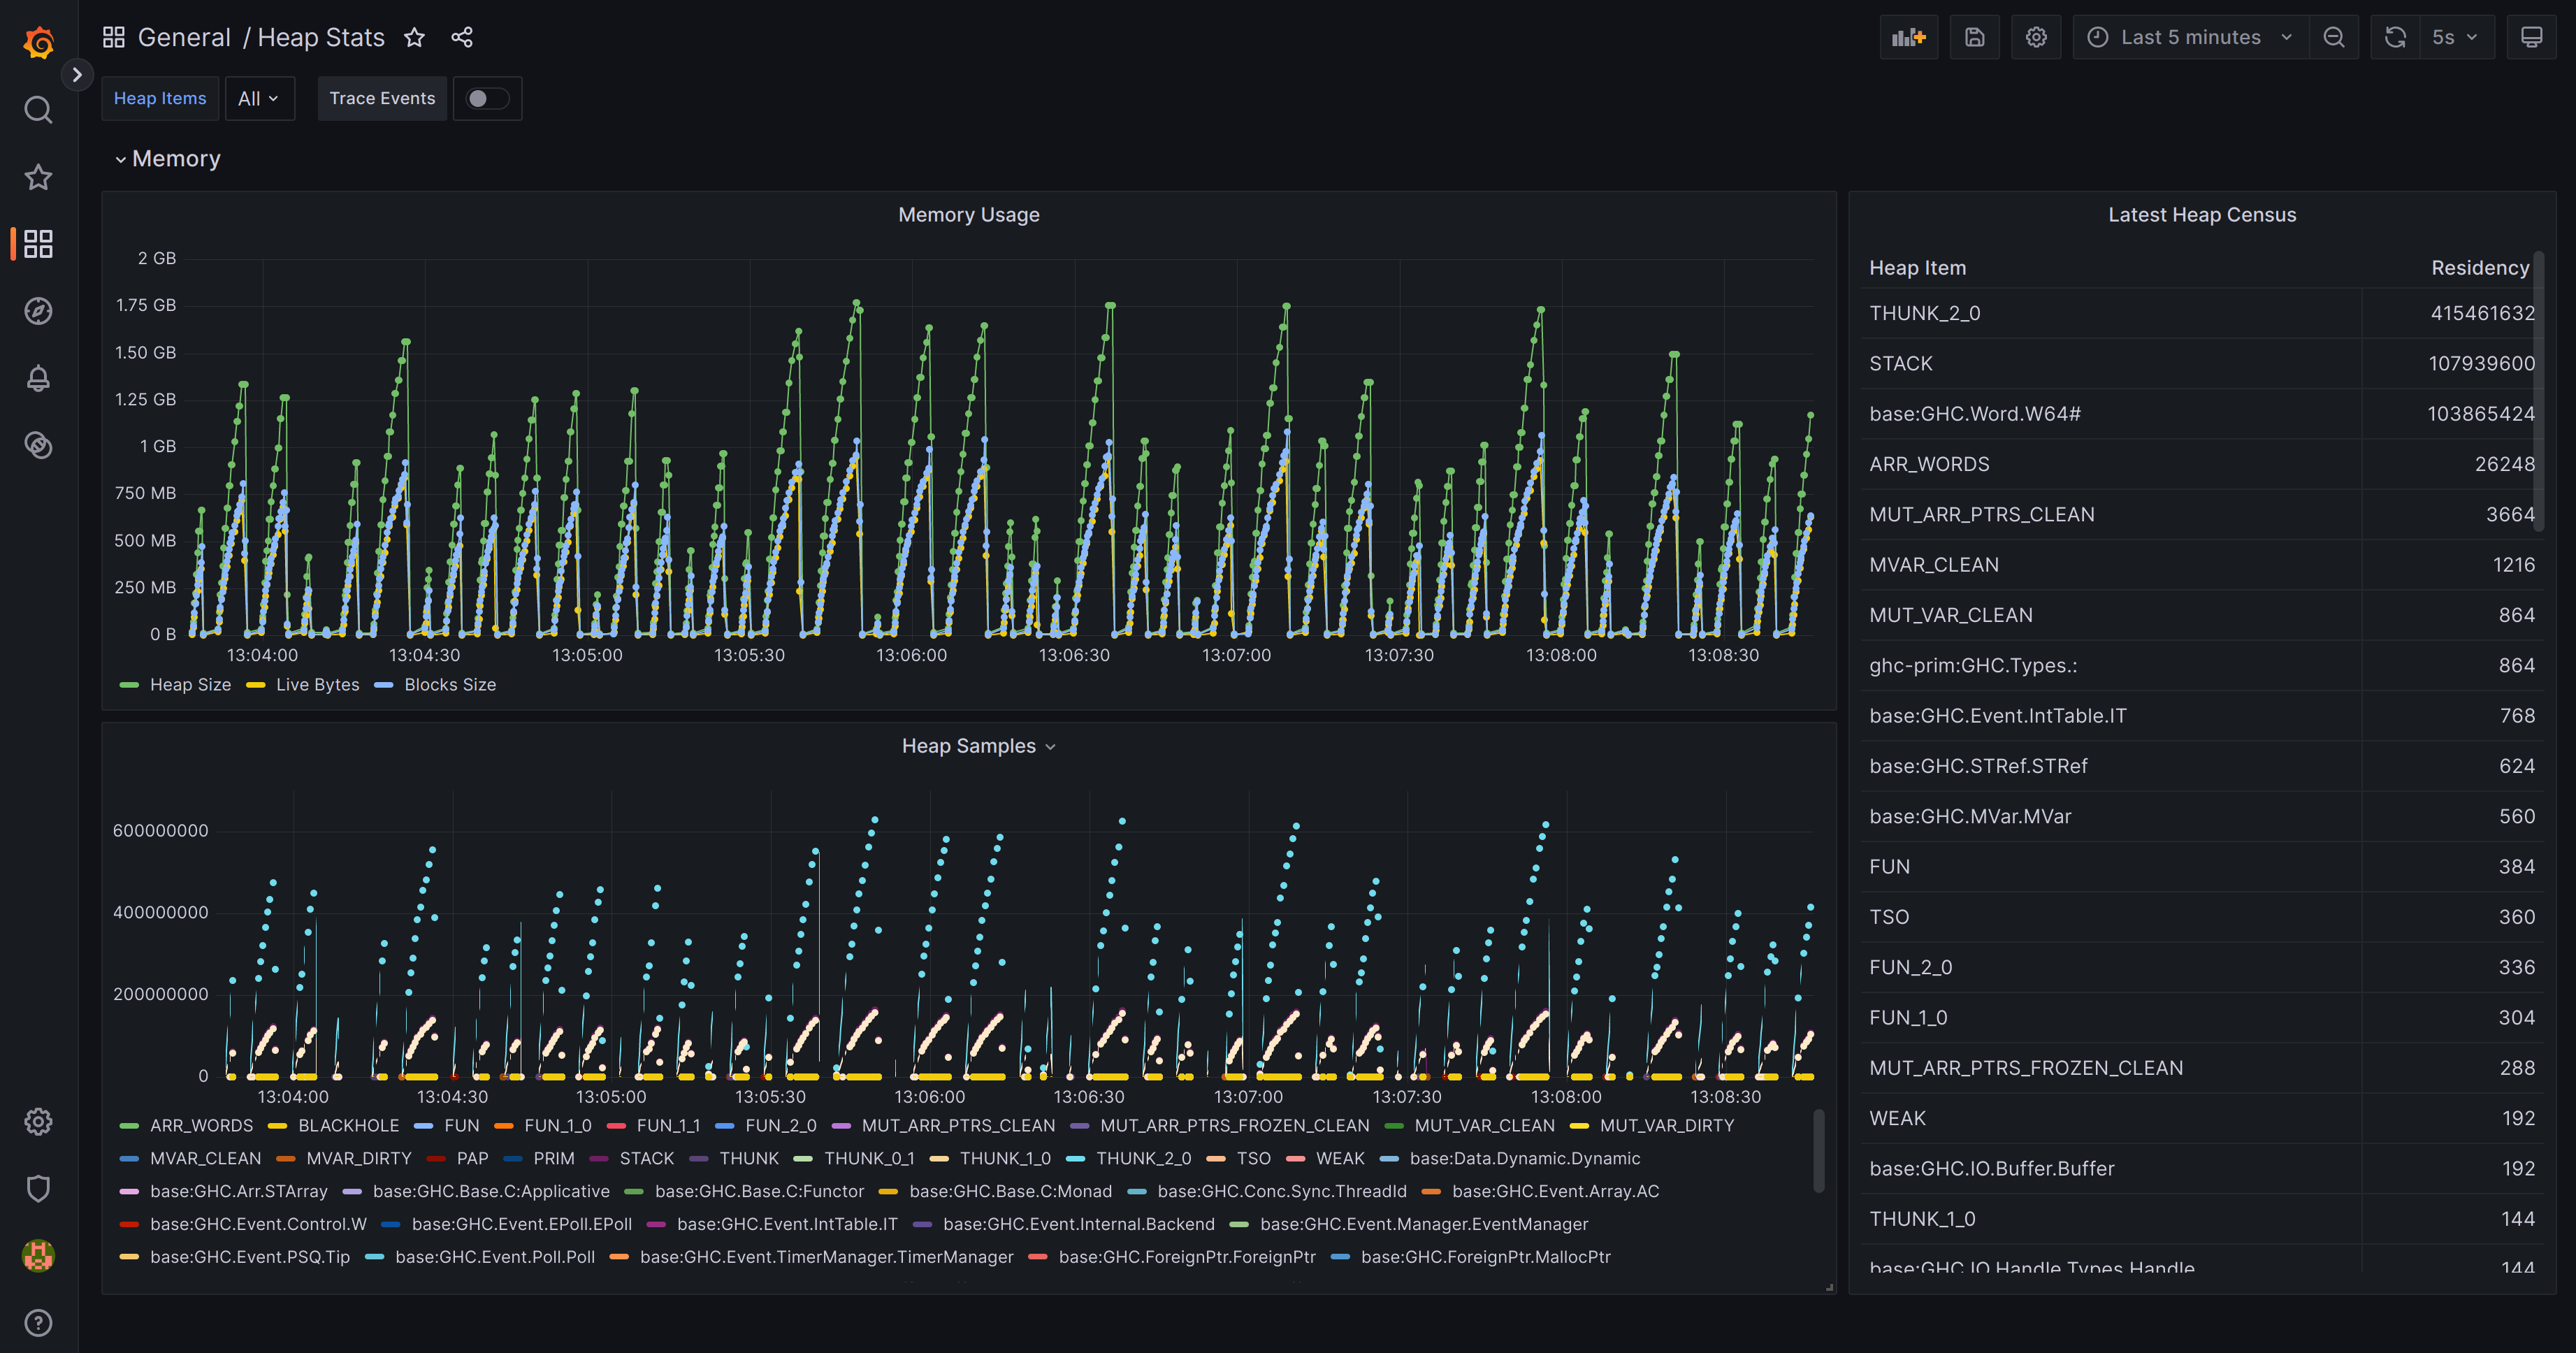 General / Heap Stats
Last 5 minutes
5s
Heap Items
All
Trace Events
Memory
Memory Usage
2 GB
1.75 GB
1.50 GB
1.25 GB
1 GB
750 MB
500 MB
250 MB
0 B
13:04:00 13:04:30 13:05:00 13:05:30 13:06:00 13:06:30 13:07:00 13:07:30 13:08:00 13:08:30
Heap Size Live Bytes Blocks Size
Heap Samples
600000000
400000000
200000000
0
13:04:00 13:04:30 13:05:00 13:05:30 13:06:00 13:06:30 13:07:00 13:07:30 13:08:00 13:08:30
ARR_WORDS BLACKHOLE FUN FUN_1_0 FUN_1_1 FUN_2_0 MUT_ARR_PTRS_CLEAN MUT_ARR_PTRS_FROZEN_CLEAN MUT_VAR_CLEAN MUT_VAR_DIRTY
MVAR_CLEAN MVAR_DIRTY PAP PRIM STACK THUNK THUNK_0_1 THUNK_1_0 THUNK_2_0 TSO WEAK base:Data.Dynamic.Dynamic
base:GHC.Arr.STArray base:GHC.Base.C:Applicative base:GHC.Base.C:Functor base:GHC.Base.C:Monad base:GHC.Conc.Sync.ThreadId base:GHC.Event.Array.AC
base:GHC.Event.Control.W base:GHC.Event.EPoll.EPoll base:GHC.Event.IntTable.IT base:GHC.Event.Internal.Backend base:GHC.Event.Manager.EventManager
base:GHC.Event.PSQ.Tip base:GHC.Event.Poll.Poll base:GHC.Event.TimerManager.TimerManager base:GHC.ForeignPtr.ForeignPtr base:GHC.ForeignPtr.MallocPtr
Latest Heap Census
Heap Item Residency
THUNK_2_0 415461632
STACK 107939600
base:GHC.Word.W64# 103865424
ARR_WORDS 26248
MUT_ARR_PTRS_CLEAN 3664
MVAR_CLEAN 1216
MUT_VAR_CLEAN 864
ghc-prim:GHC.Types.: 864
base:GHC.Event.IntTable.IT 768
base:GHC.STRef.STRef 624
base:GHC.MVar.MVar 560
FUN 384
TSO 360
FUN_2_0 336
FUN_1_0 304
MUT_ARR_PTRS_FROZEN_CLEAN 288
WEAK 192
base:GHC.IO.Buffer.Buffer 192
THUNK_1_0 144
base:GHC.IO.Handle.Types.Handle 144